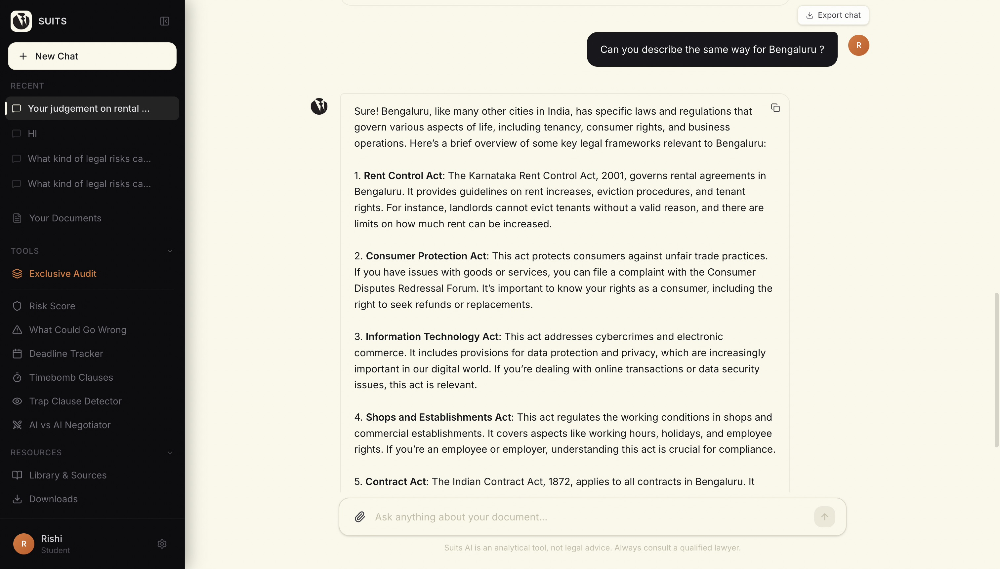 SUITS
New Chat
RECENT
Your judgement on rental ...
HI
What kind of legal risks ca...
What kind of legal risks ca...
Your Documents
TOOLS
Exclusive Audit
Risk Score
What Could Go Wrong
Deadline Tracker
Timebomb Clauses
Trap Clause Detector
AI vs AI Negotiator
RESOURCES
Library & Sources
Downloads
R
Rishi
Student
Export chat
Can you describe the same way for Bengaluru ?
R
Sure! Bengaluru, like many other cities in India, has specific laws and regulations that
govern various aspects of life, including tenancy, consumer rights, and business
operations. Here’s a brief overview of some key legal frameworks relevant to Bengaluru:
1. Rent Control Act: The Karnataka Rent Control Act, 2001, governs rental agreements in
Bengaluru. It provides guidelines on rent increases, eviction procedures, and tenant
rights. For instance, landlords cannot evict tenants without a valid reason, and there are
limits on how much rent can be increased.
2. Consumer Protection Act: This act protects consumers against unfair trade practices.
If you have issues with goods or services, you can file a complaint with the Consumer
Disputes Redressal Forum. It’s important to know your rights as a consumer, including the
right to seek refunds or replacements.
3. Information Technology Act: This act addresses cybercrimes and electronic
commerce. It includes provisions for data protection and privacy, which are increasingly
important in our digital world. If you’re dealing with online transactions or data security
issues, this act is relevant.
4. Shops and Establishments Act: This act regulates the working conditions in shops and
commercial establishments. It covers aspects like working hours, holidays, and employee
rights. If you’re an employee or employer, understanding this act is crucial for compliance.
5. Contract Act: The Indian Contract Act, 1872, applies to all contracts in Bengaluru. It
Ask anything about your document...
Suits AI is an analytical tool, not legal advice. Always consult a qualified lawyer.